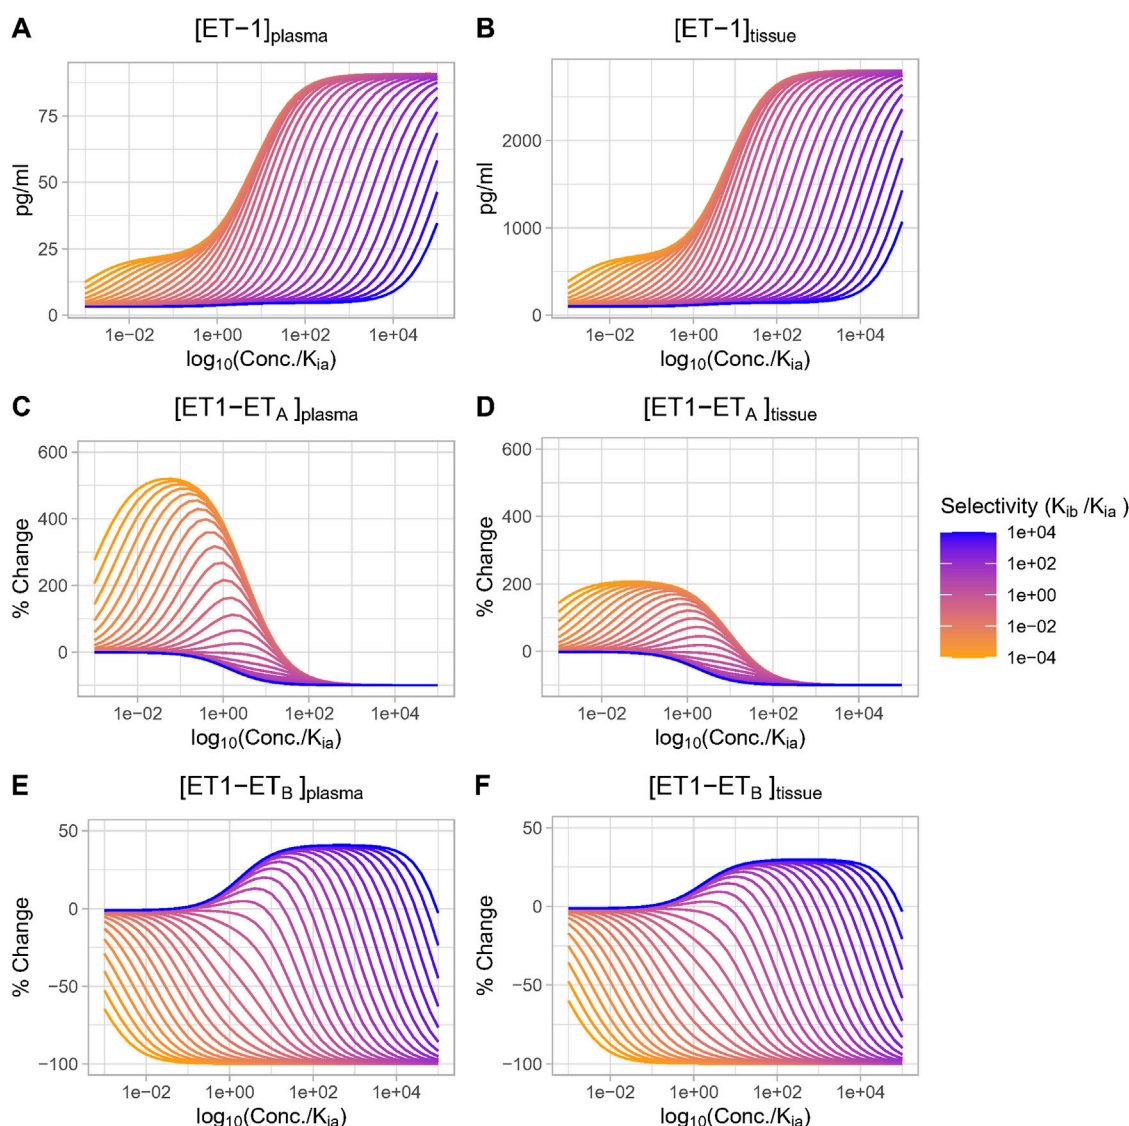 A [ET−1]plasma
B [ET−1]tissue
pg/ml
75
50
25
0
1e−02 1e+00 1e+02 1e+04
log10(Conc./Kia)
pg/ml
2000
1000
0
1e−02 1e+00 1e+02 1e+04
log10(Conc./Kia)
C [ET1−ETA ]plasma
D [ET1−ETA ]tissue
% Change
600
400
200
0
1e−02 1e+00 1e+02 1e+04
log10(Conc./Kia)
% Change
600
400
200
0
1e−02 1e+00 1e+02 1e+04
log10(Conc./Kia)
Selectivity (Kib /Kia )
1e+04
1e+02
1e+00
1e−02
1e−04
E [ET1−ETB ]plasma
F [ET1−ETB ]tissue
% Change
50
0
−50
−100
1e−02 1e+00 1e+02 1e+04
log10(Conc./Kia)
% Change
50
0
−50
−100
1e−02 1e+00 1e+02 1e+04
log10(Conc./Kia)